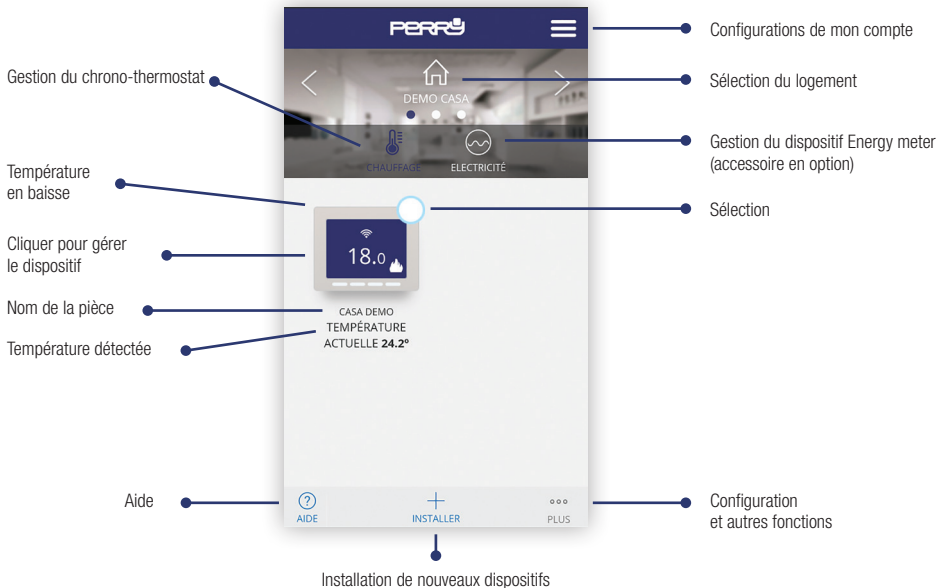 PERRY
Configurations de mon compte
Gestion du chrono-thermostat
Sélection du logement
DEMO CASA
CHAUFFAGE
ELECTRICITÉ
Gestion du dispositif Energy meter
(accessoire en option)
Température
en baisse
Sélection
Cliquer pour gérer
le dispositif
18.0
Nom de la pièce
CASA DEMO
Température détectée
TEMPÉRATURE
ACTUELLE 24.2°
Aide
?
AIDE
INSTALLER
PLUS
Configuration
et autres fonctions
Installation de nouveaux dispositifs